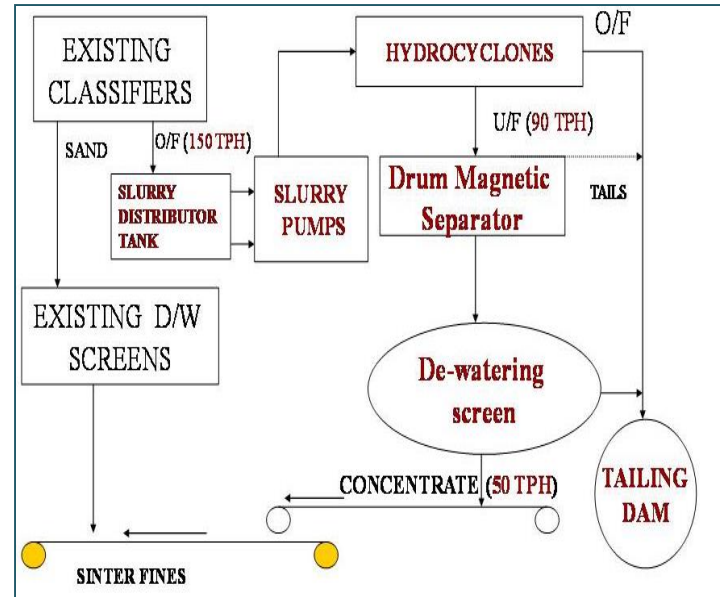 EXISTING
CLASSIFIERS
HYDROCYCLONES
O/F
SAND
O/F (150 TPH)
U/F (90 TPH)
SLURRY
DISTRIBUTOR
TANK
SLURRY
PUMPS
Drum Magnetic
Separator
TAILS
EXISTING D/W
SCREENS
De-watering
screen
CONCENTRATE (50 TPH)
TAILING
DAM
SINTER FINES